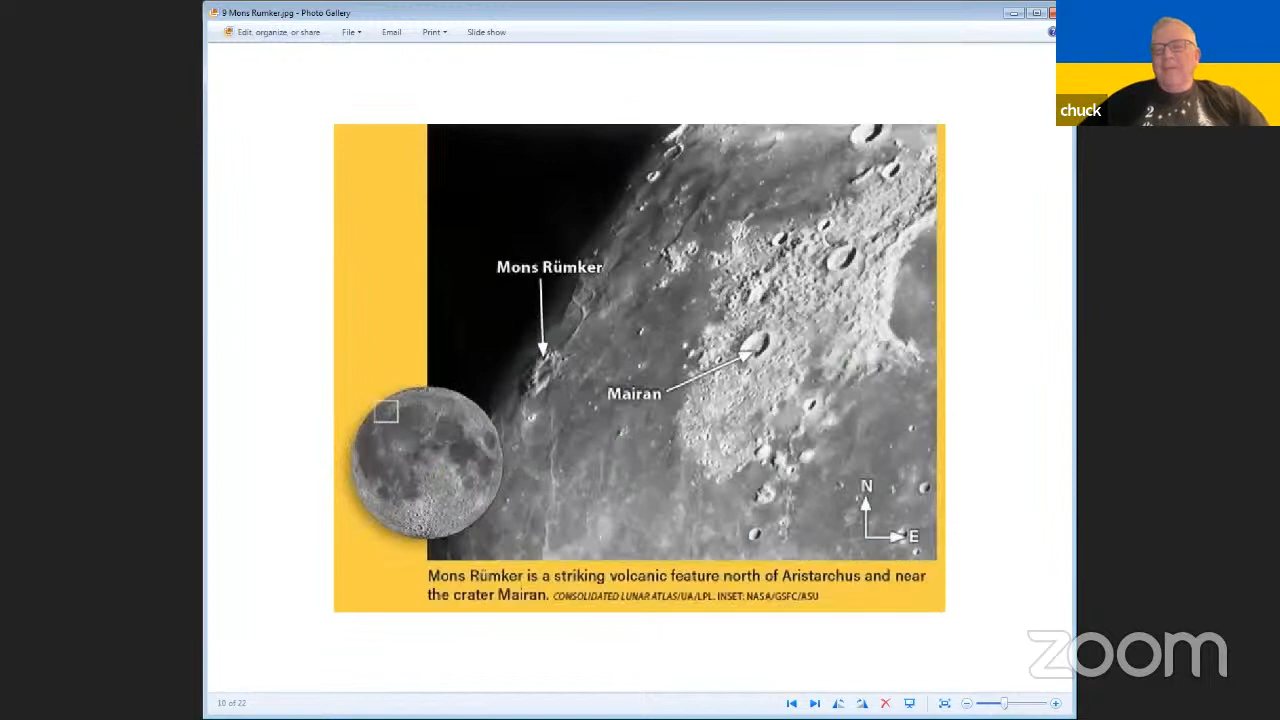 9 Mons Rumker.jpg - Photo Gallery
Edit, organize, or share File Email Print Slide show
chuck
2
Mons Rümker
Mairan
N
E
Mons Rümker is a striking volcanic feature north of Aristarchus and near
the crater Mairan. CONSOLIDATED LUNAR ATLAS/UA/LPL. INSET: NASA/GSFC/ASU
zoom
10 of 22